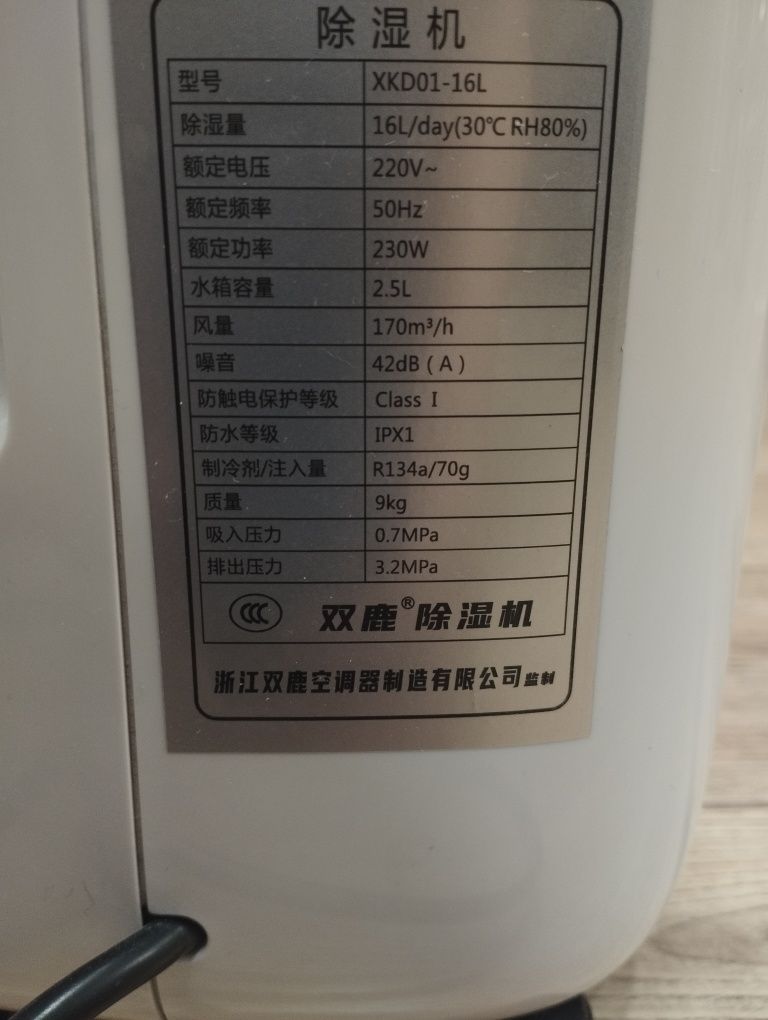 除湿机
型号 XKD01-16L
除湿量 16L/day(30℃ RH80%)
额定电压 220V~
额定频率 50Hz
额定功率 230W
水箱容量 2.5L
风量 170m³/h
噪音 42dB ( A )
防触电保护等级 Class Ⅰ
防水等级 IPX1
制冷剂/注入量 R134a/70g
质量 9kg
吸入压力 0.7MPa
排出压力 3.2MPa
CCC 双鹿®除湿机
浙江双鹿空调器制造有限公司监制